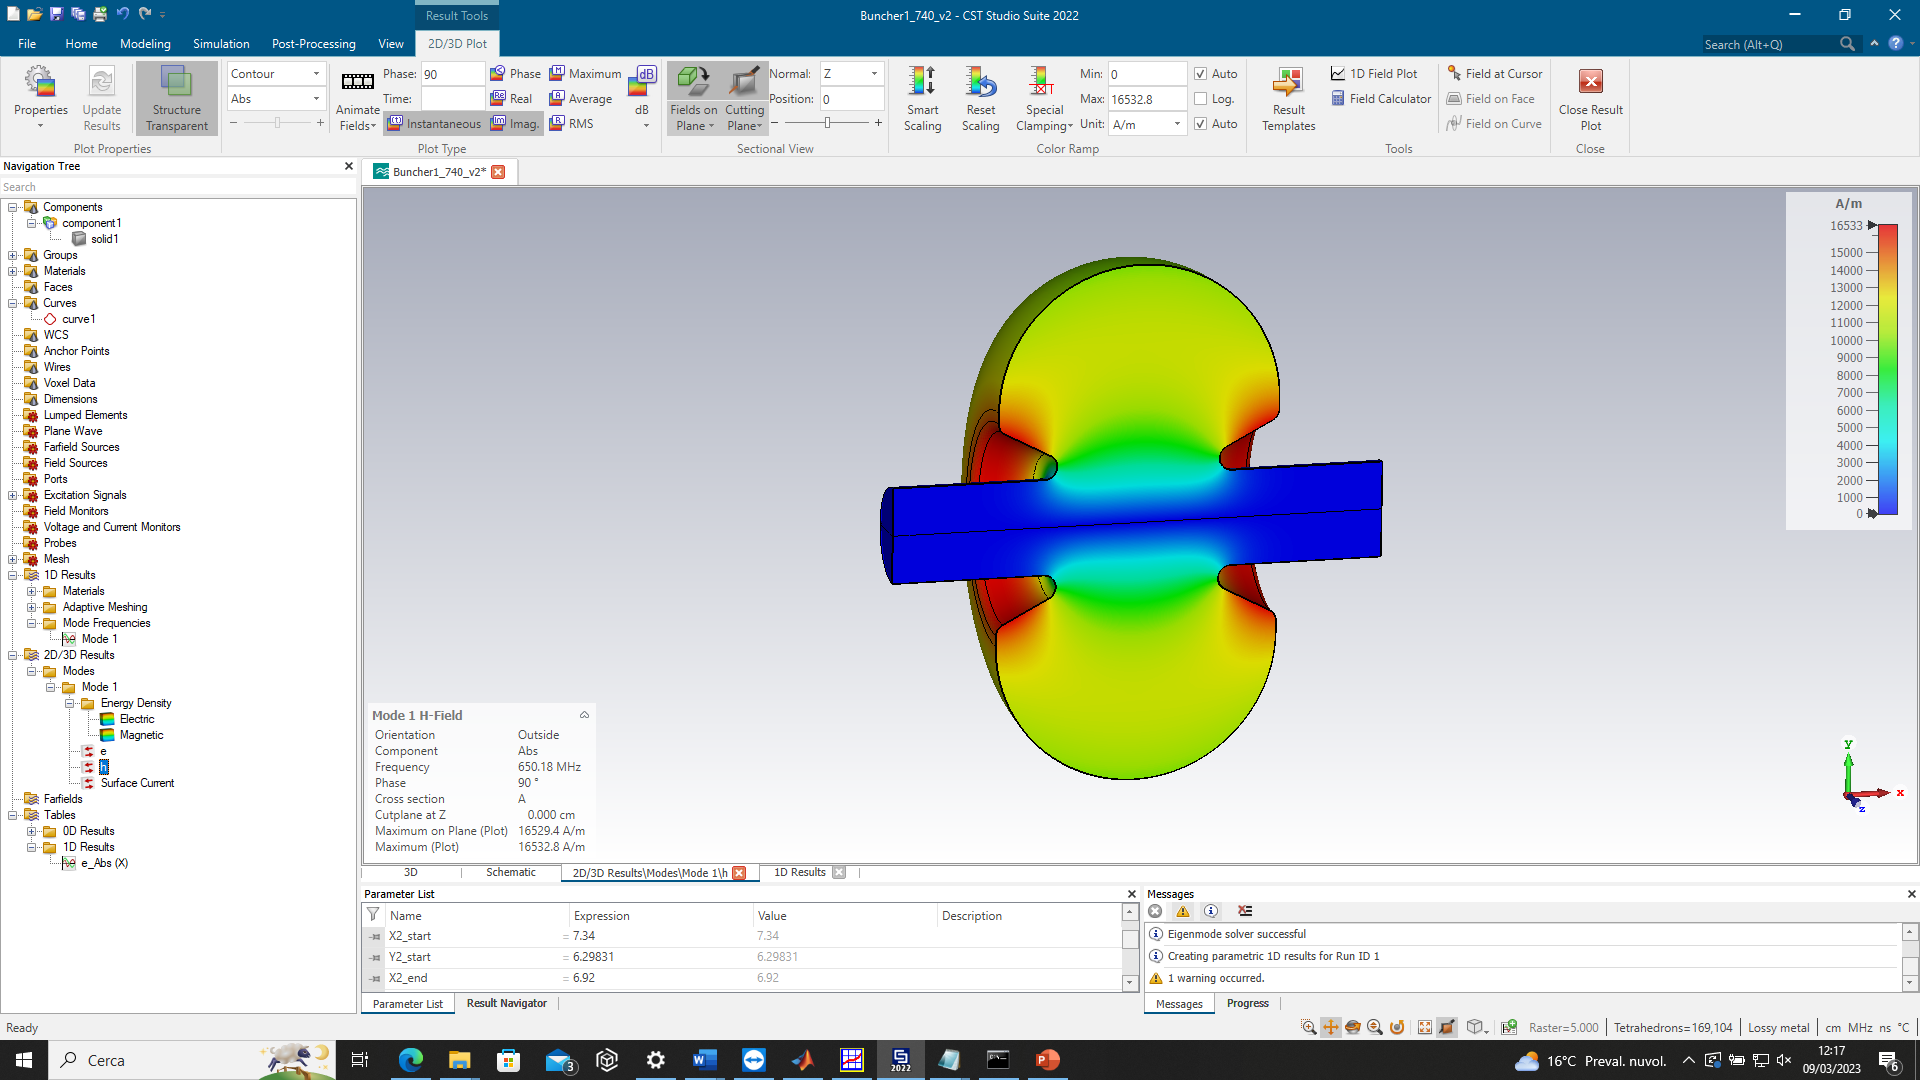 Result Tools
Buncher1_740_v2 - CST Studio Suite 2022
File Home Modeling Simulation Post-Processing View 2D/3D Plot
Search (Alt+Q)
Properties
Update Results
Structure Transparent
Contour
Abs
Plot Properties
Animate Fields
Phase: 90
Time:
Instantaneous
Phase
Real
Imag.
Maximum
Average
RMS
dB
dB
Plot Type
Fields on Plane
Cutting Plane
Normal: Z
Position: 0
Sectional View
Smart Scaling
Reset Scaling
Special Clamping
Min: 0
Max: 16532.8
Unit: A/m
Auto
Log.
Auto
Color Ramp
Result Templates
1D Field Plot
Field Calculator
Field at Cursor
Field on Face
Field on Curve
Tools
Close Result Plot
Close
Navigation Tree
Search
Components
component1
solid1
Groups
Materials
Faces
Curves
curve1
WCS
Anchor Points
Wires
Voxel Data
Dimensions
Lumped Elements
Plane Wave
Farfield Sources
Field Sources
Ports
Excitation Signals
Field Monitors
Voltage and Current Monitors
Probes
Mesh
1D Results
Materials
Adaptive Meshing
Mode Frequencies
Mode 1
2D/3D Results
Modes
Mode 1
Energy Density
Electric
Magnetic
e
h
Surface Current
Farfields
Tables
0D Results
1D Results
e_Abs (X)
Buncher1_740_v2*
A/m
16533
15000
14000
13000
12000
11000
10000
9000
8000
7000
6000
5000
4000
3000
2000
1000
0
Mode 1 H-Field
Orientation Outside
Component Abs
Frequency 650.18 MHz
Phase 90 °
Cross section A
Cutplane at Z 0.000 cm
Maximum on Plane (Plot) 16529.4 A/m
Maximum (Plot) 16532.8 A/m
y
x
z
3D Schematic 2D/3D Results\Modes\Mode 1\h 1D Results
Parameter List
Name Expression Value Description
X2_start = 7.34 7.34
Y2_start = 6.29831 6.29831
X2_end = 6.92 6.92
Parameter List Result Navigator
Messages
Eigenmode solver successful
Creating parametric 1D results for Run ID 1
1 warning occurred.
Messages Progress
Ready
Raster=5.000 Tetrahedrons=169,104 Lossy metal cm MHz ns °C
Cerca
3
2022
16°C Preval. nuvol.
12:17
09/03/2023
6